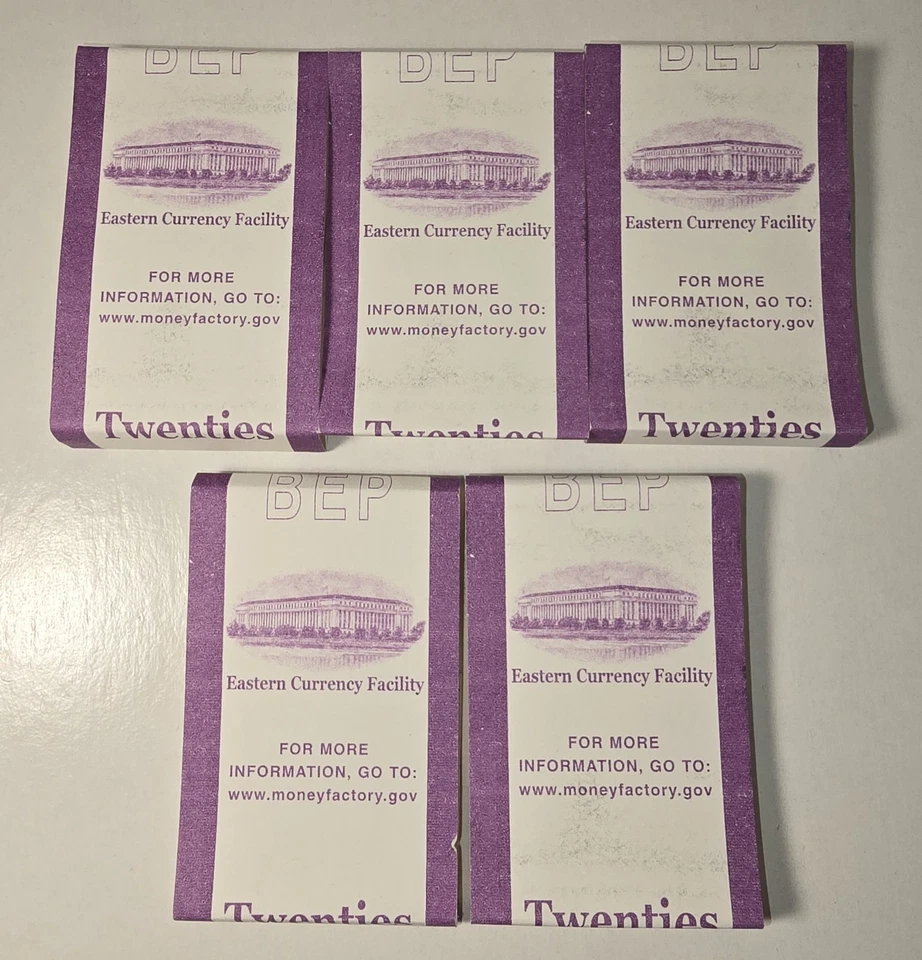 BEP
Eastern Currency Facility
FOR MORE
INFORMATION, GO TO:
www.moneyfactory.gov
Twenties
BEP
Eastern Currency Facility
FOR MORE
INFORMATION, GO TO:
www.moneyfactory.gov
Twenties
BEP
Eastern Currency Facility
FOR MORE
INFORMATION, GO TO:
www.moneyfactory.gov
Twenties
BEP
Eastern Currency Facility
FOR MORE
INFORMATION, GO TO:
www.moneyfactory.gov
Twenties
BEP
Eastern Currency Facility
FOR MORE
INFORMATION, GO TO:
www.moneyfactory.gov
Twenties